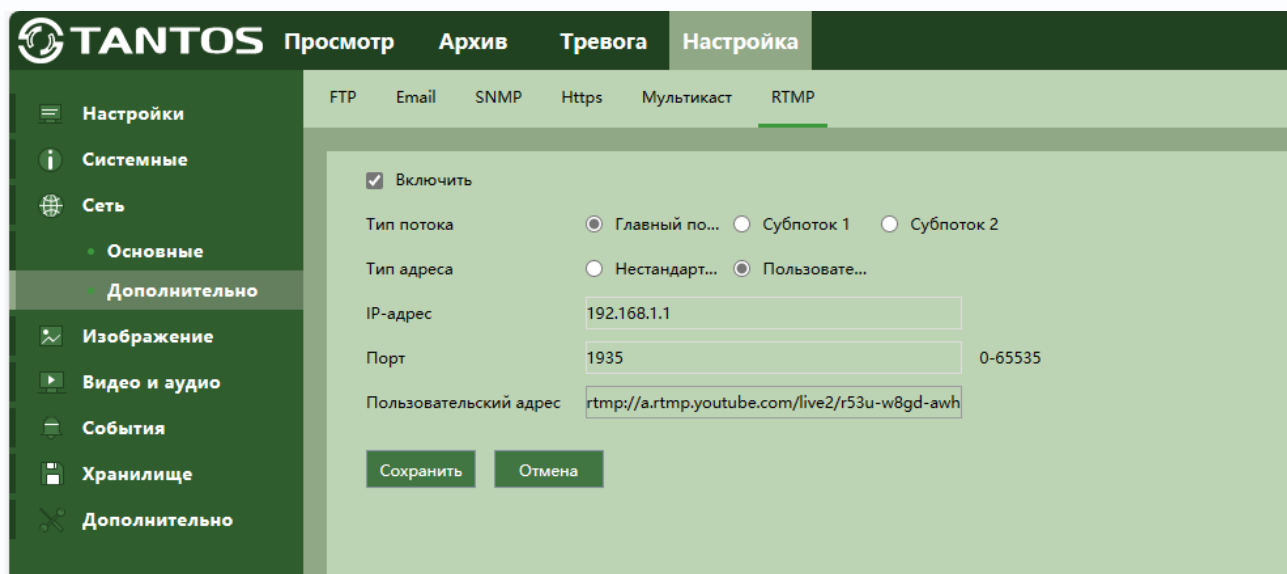 TANTOS Просмотр Архив Тревога Настройка
FTP Email SNMP Https Мультикаст RTMP
Настройки
Системные
Сеть
Основные
Дополнительно
Изображение
Видео и аудио
События
Хранилище
Дополнительно
Включить
Тип потока Главный по... Субпоток 1 Субпоток 2
Тип адреса Нестандарт... Пользовате...
IP-адрес 192.168.1.1
Порт 1935 0-65535
Пользовательский адрес rtmp://a.rtmp.youtube.com/live2/r53u-w8gd-awh
Сохранить Отмена